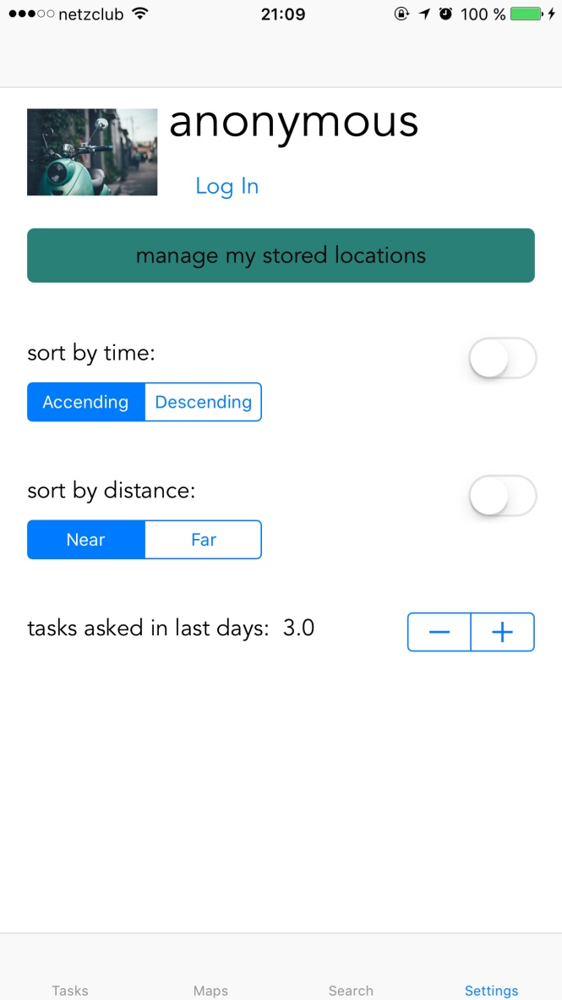 netzclub 21:09 100 %
anonymous
Log In
manage my stored locations
sort by time:
Accending Descending
sort by distance:
Near Far
tasks asked in last days: 3.0
Tasks Maps Search Settings